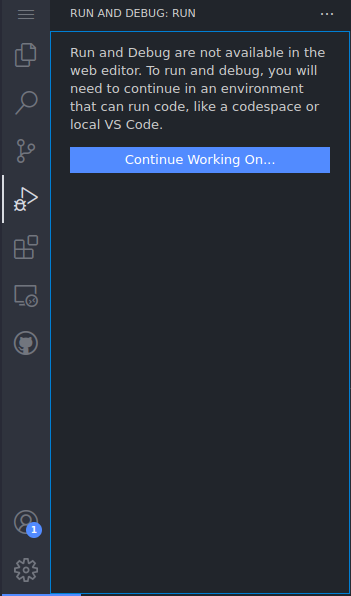 RUN AND DEBUG: RUN
Run and Debug are not available in the
web editor. To run and debug, you will
need to continue in an environment
that can run code, like a codespace or
local VS Code.
Continue Working On...
1